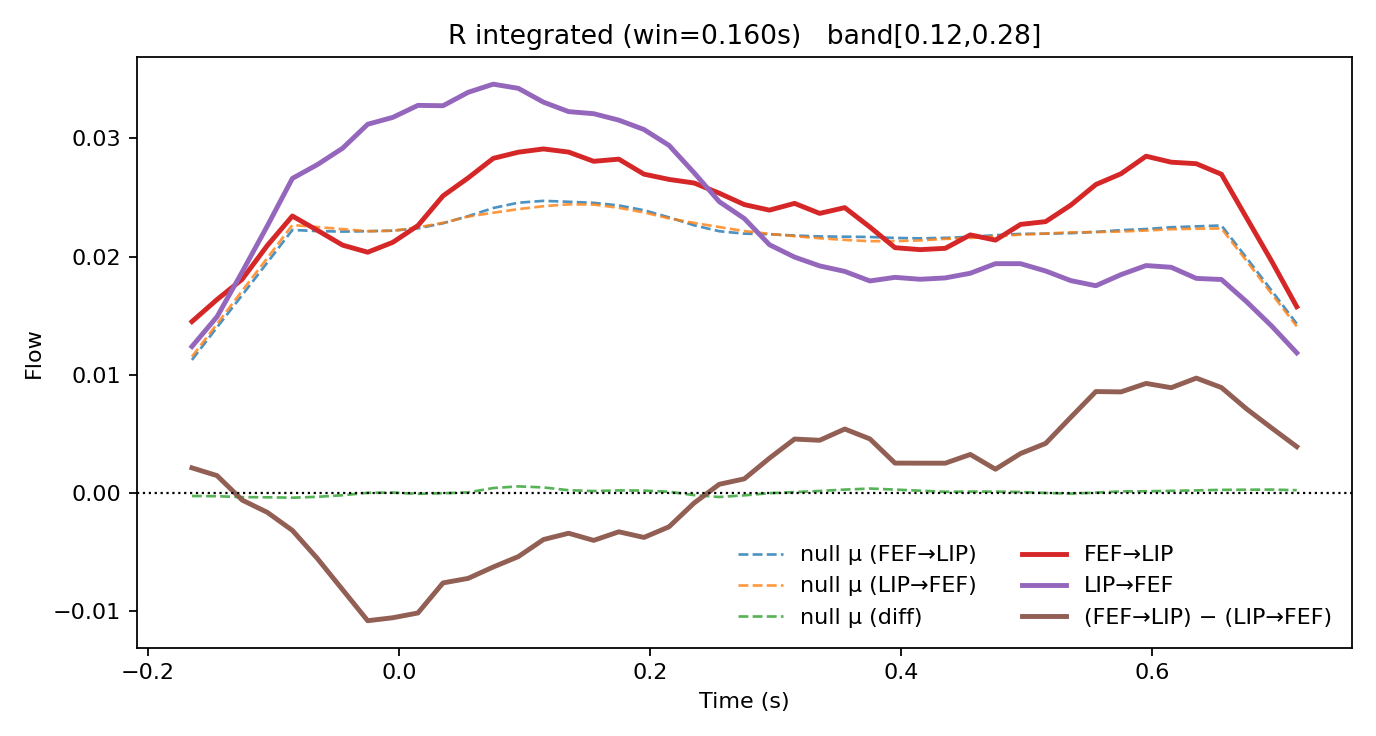 R integrated (win=0.160s)   band[0.12,0.28]
Flow
0.03
0.02
0.01
0.00
−0.01
null μ (FEF→LIP)
null μ (LIP→FEF)
null μ (diff)
FEF→LIP
LIP→FEF
(FEF→LIP) − (LIP→FEF)
−0.2 0.0 0.2 0.4 0.6
Time (s)